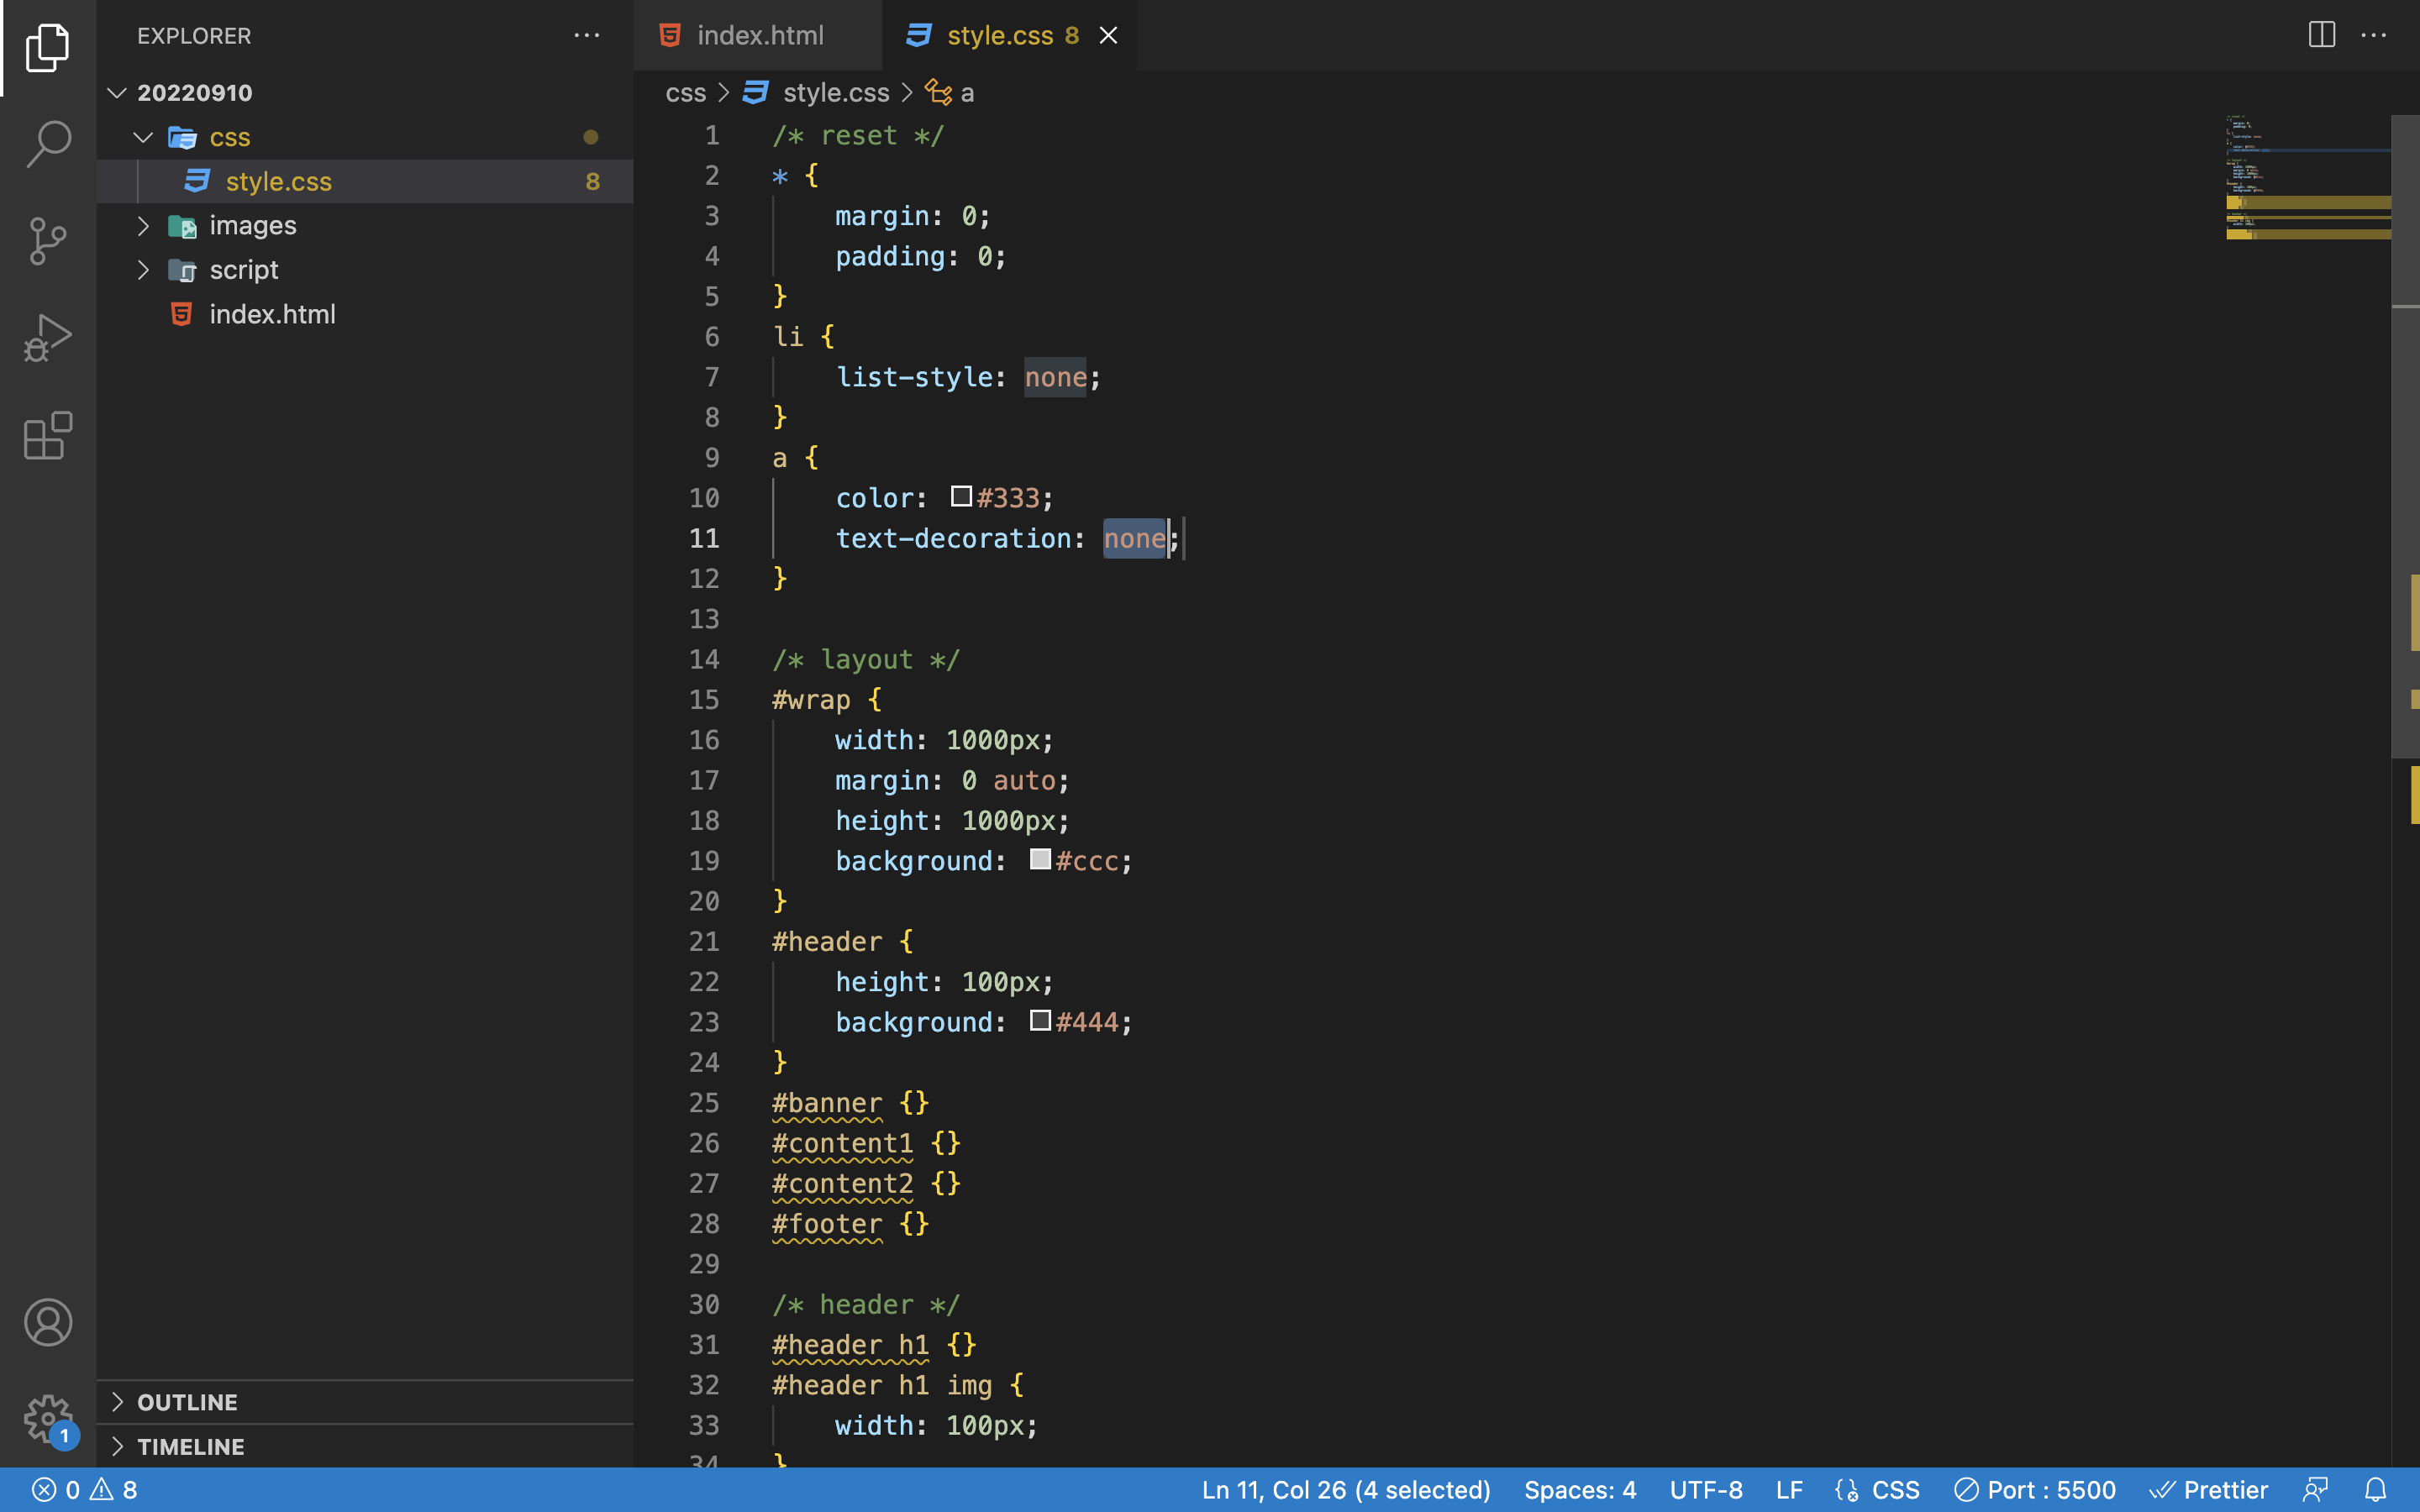 EXPLORER
index.html
style.css 8
20220910
css > style.css > a
css
style.css 8
images
script
index.html
1 /* reset */
2 * {
3 margin: 0;
4 padding: 0;
5 }
6 li {
7 list-style: none;
8 }
9 a {
10 color: #333;
11 text-decoration: none;
12 }
13
14 /* layout */
15 #wrap {
16 width: 1000px;
17 margin: 0 auto;
18 height: 1000px;
19 background: #ccc;
20 }
21 #header {
22 height: 100px;
23 background: #444;
24 }
25 #banner {}
26 #content1 {}
27 #content2 {}
28 #footer {}
29
30 /* header */
31 #header h1 {}
32 #header h1 img {
33 width: 100px;
34 }
OUTLINE
1
TIMELINE
0 8 Ln 11, Col 26 (4 selected) Spaces: 4 UTF-8 LF CSS Port : 5500 Prettier